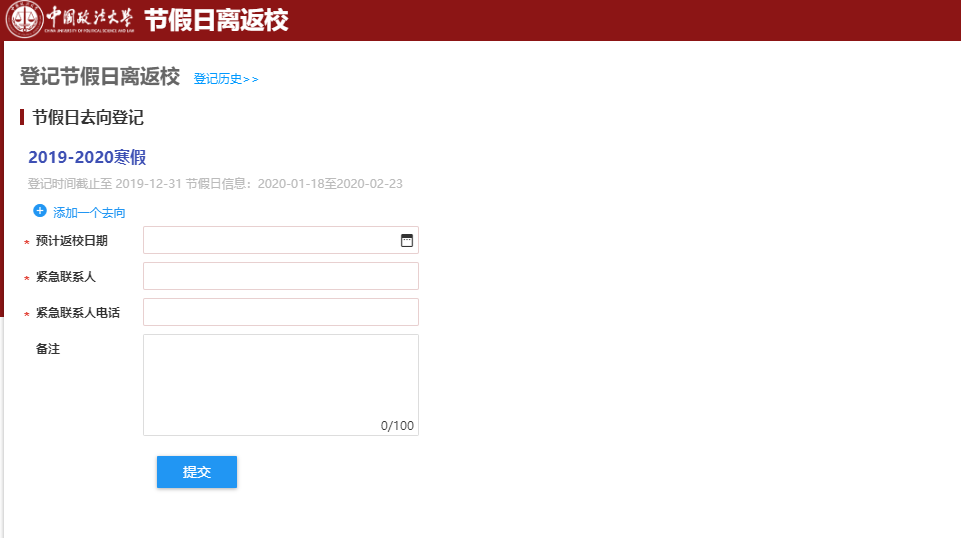 中国政法大学 节假日离返校
CHINA UNIVERSITY OF POLITICAL SCIENCE AND LAW
登记节假日离返校 登记历史>>
节假日去向登记
2019-2020寒假
登记时间截止至 2019-12-31 节假日信息：2020-01-18至2020-02-23
添加一个去向
* 预计返校日期
* 紧急联系人
* 紧急联系人电话
备注
0/100
提交